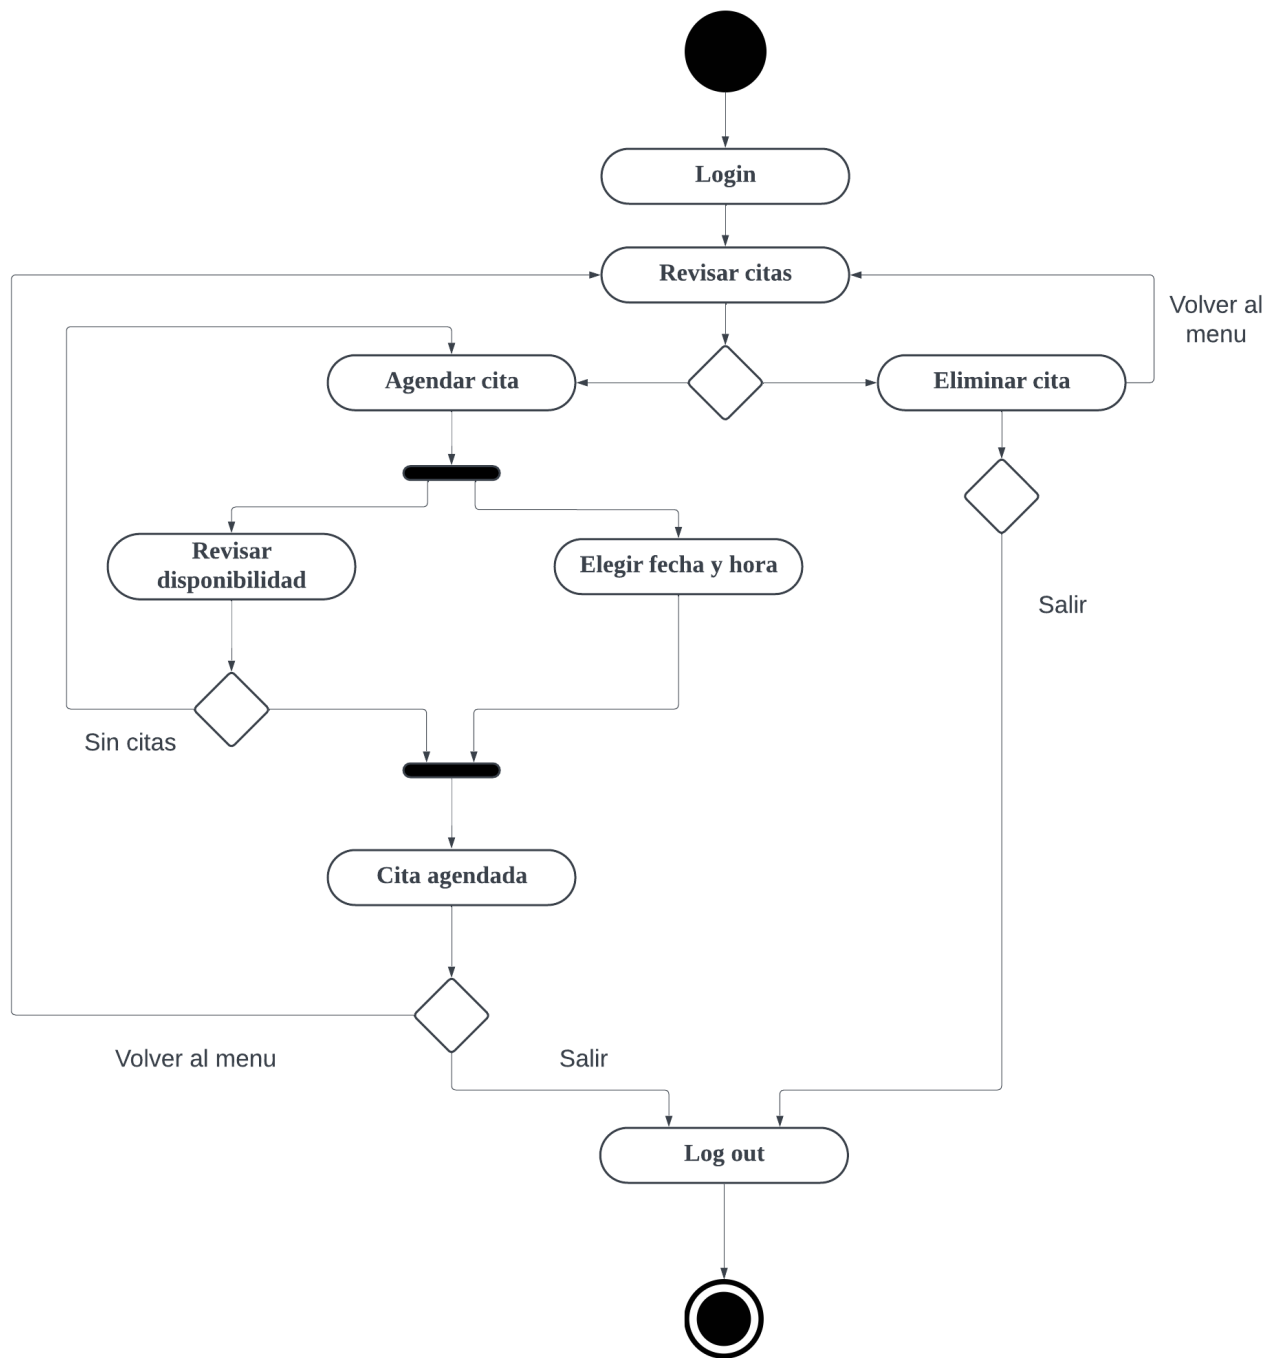 Login
Revisar citas
Volver al
menu
Agendar cita
Eliminar cita
Revisar
disponibilidad
Elegir fecha y hora
Salir
Sin citas
Cita agendada
Volver al menu
Salir
Log out